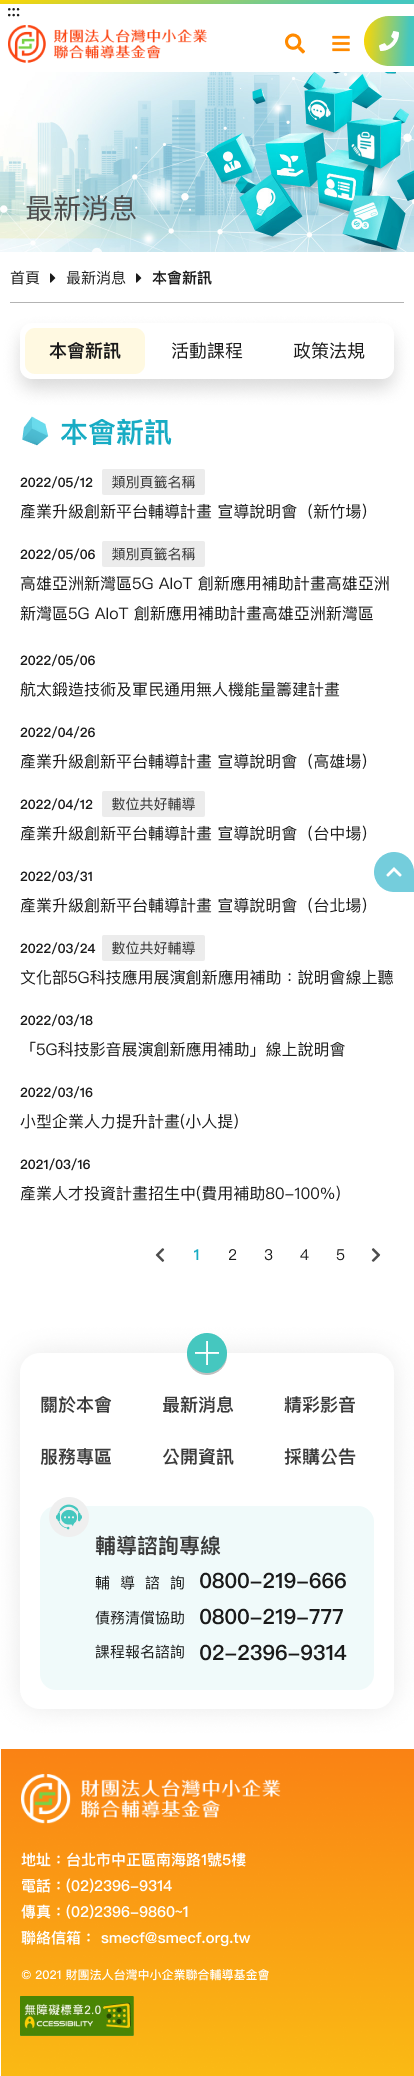 :::
財團法人台灣中小企業
聯合輔導基金會
最新消息
首頁 最新消息 本會新訊
本會新訊 活動課程 政策法規
本會新訊
2022/05/12 類別頁籤名稱
產業升級創新平台輔導計畫 宣導說明會（新竹場）
2022/05/06 類別頁籤名稱
高雄亞洲新灣區5G AIoT 創新應用補助計畫高雄亞洲
新灣區5G AIoT 創新應用補助計畫高雄亞洲新灣區
2022/05/06
航太鍛造技術及軍民通用無人機能量籌建計畫
2022/04/26
產業升級創新平台輔導計畫 宣導說明會（高雄場）
2022/04/12 數位共好輔導
產業升級創新平台輔導計畫 宣導說明會（台中場）
2022/03/31
產業升級創新平台輔導計畫 宣導說明會（台北場）
2022/03/24 數位共好輔導
文化部5G科技應用展演創新應用補助：說明會線上聽
2022/03/18
「5G科技影音展演創新應用補助」線上說明會
2022/03/16
小型企業人力提升計畫(小人提)
2021/03/16
產業人才投資計畫招生中(費用補助80-100%)
1 2 3 4 5
關於本會 最新消息 精彩影音
服務專區 公開資訊 採購公告
輔導諮詢專線
輔導諮詢 0800-219-666
債務清償協助 0800-219-777
課程報名諮詢 02-2396-9314
財團法人台灣中小企業
聯合輔導基金會
地址：台北市中正區南海路1號5樓
電話：(02)2396-9314
傳真：(02)2396-9860~1
聯絡信箱： smecf@smecf.org.tw
© 2021 財團法人台灣中小企業聯合輔導基金會
無障礙標章2.0
ACCESSIBILITY